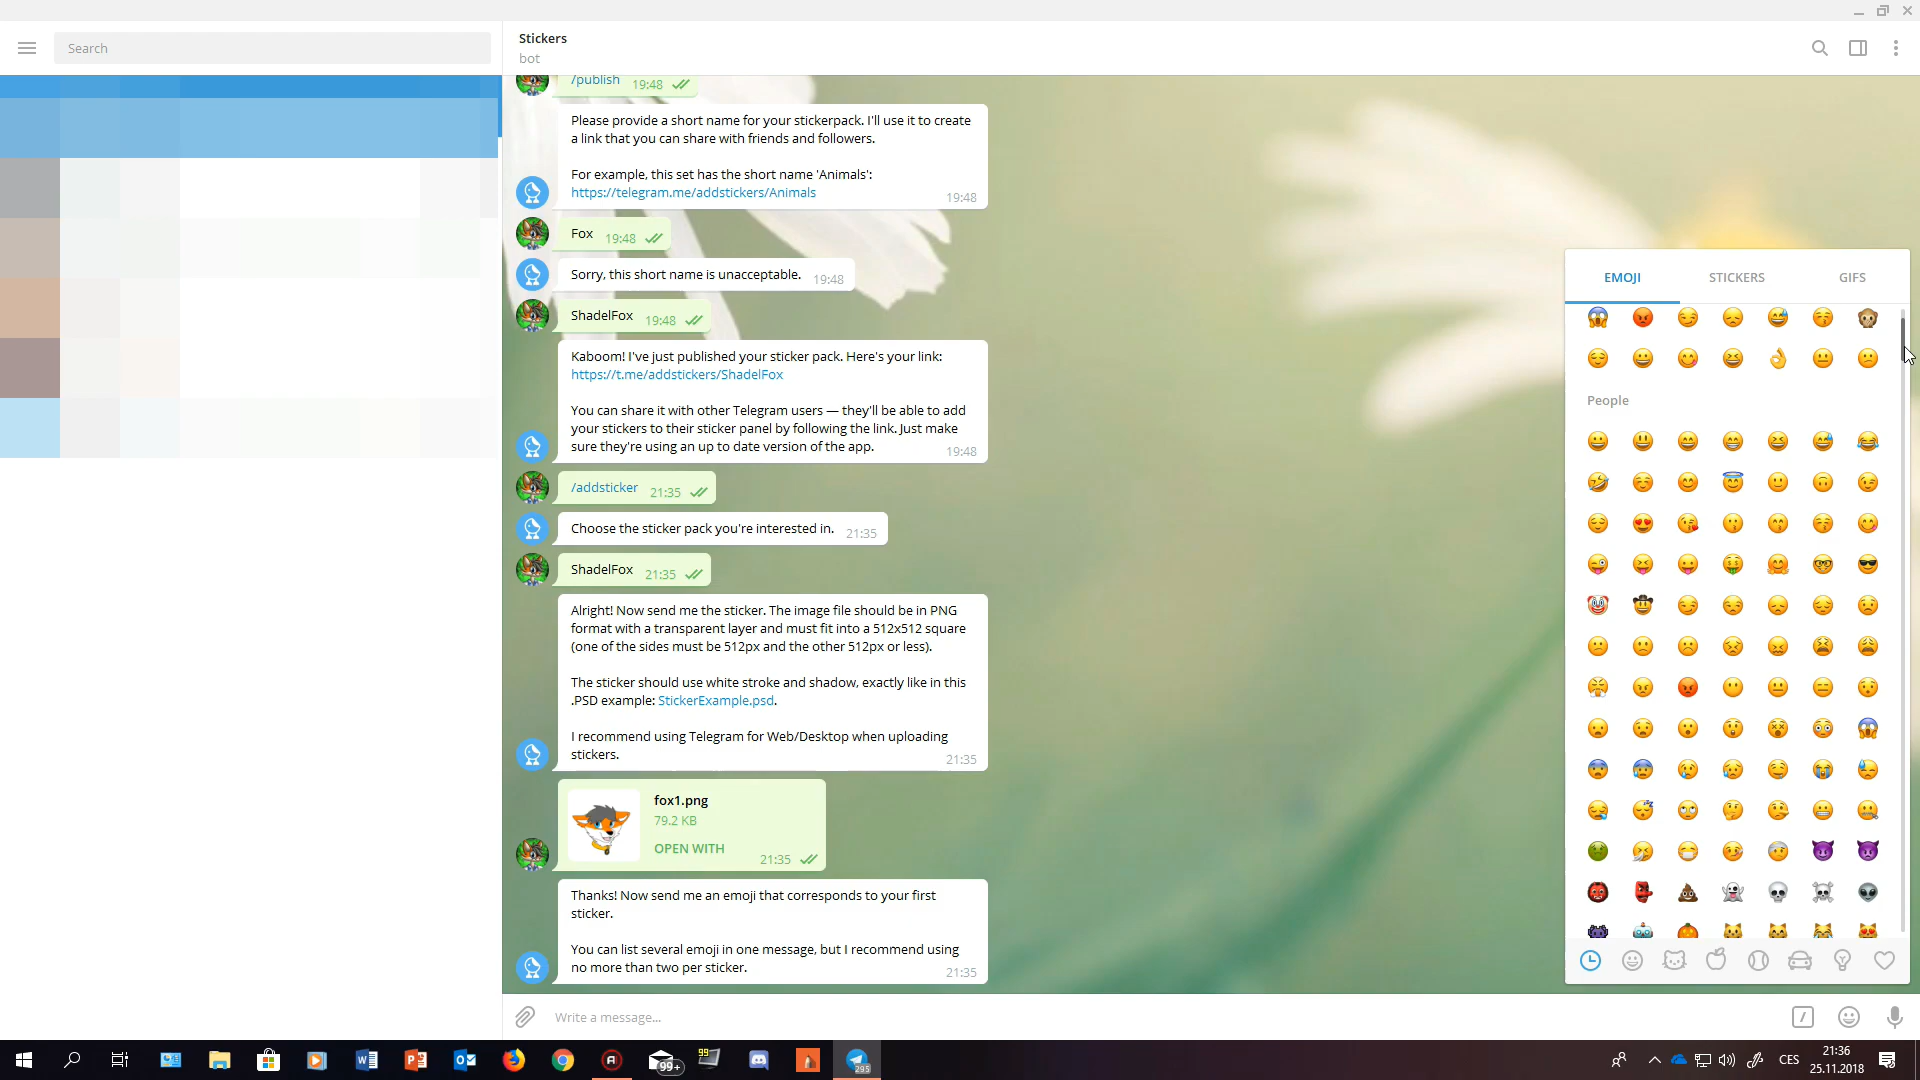 Search
Stickers
bot
/publish 19:48
Please provide a short name for your stickerpack. I'll use it to create
a link that you can share with friends and followers.
For example, this set has the short name 'Animals':
https://telegram.me/addstickers/Animals 19:48
Fox 19:48
Sorry, this short name is unacceptable. 19:48
ShadelFox 19:48
Kaboom! I've just published your sticker pack. Here's your link:
https://t.me/addstickers/ShadelFox
You can share it with other Telegram users — they'll be able to add
your stickers to their sticker panel by following the link. Just make
sure they're using an up to date version of the app. 19:48
/addsticker 21:35
Choose the sticker pack you're interested in. 21:35
ShadelFox 21:35
Alright! Now send me the sticker. The image file should be in PNG
format with a transparent layer and must fit into a 512x512 square
(one of the sides must be 512px and the other 512px or less).
The sticker should use white stroke and shadow, exactly like in this
.PSD example: StickerExample.psd.
I recommend using Telegram for Web/Desktop when uploading
stickers. 21:35
fox1.png
79.2 KB
OPEN WITH
21:35
Thanks! Now send me an emoji that corresponds to your first
sticker.
You can list several emoji in one message, but I recommend using
no more than two per sticker. 21:35
Write a message...
EMOJI STICKERS GIFS
People
99+
99
295
CES
21:36
25.11.2018